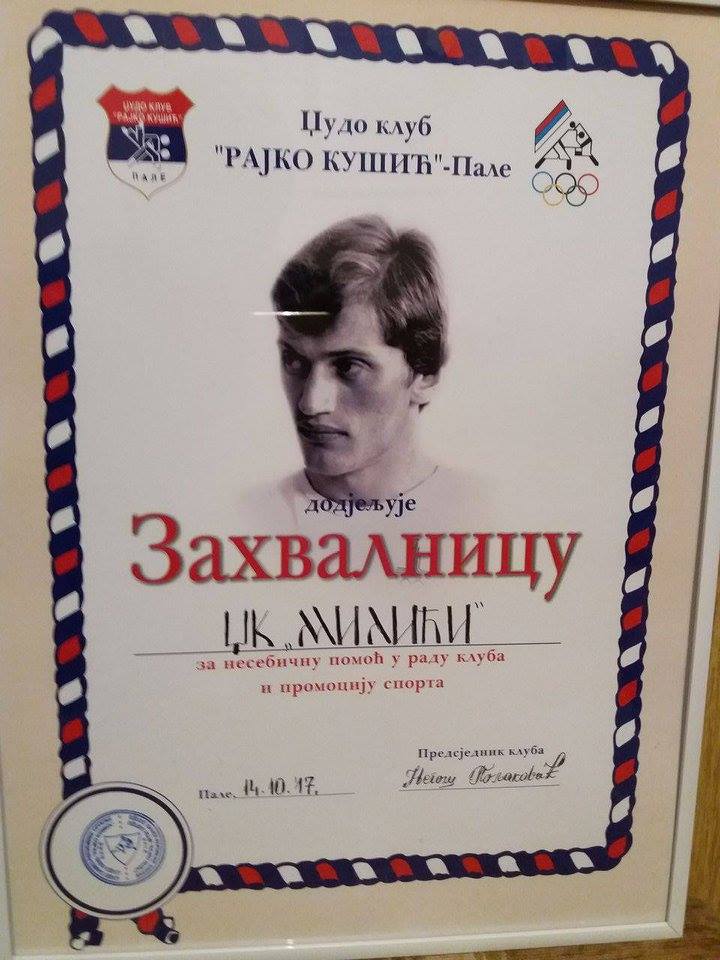 ЏУДО КЛУБ
"РАЈКО КУШИЋ"
ПАЛЕ
Џудо клуб
"РАЈКО КУШИЋ"-Пале
додјељује
Захвалницу
ЏК „МИЛИЋИ“
за несебичну помоћ у раду клуба
и промоцију спорта
Предсједник клуба
Пале, 14.10.'17.